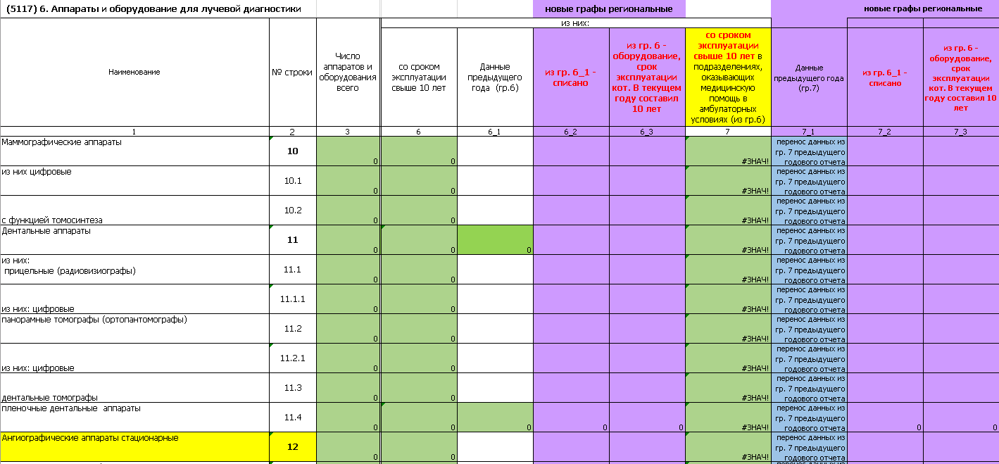 (5117) 6. Аппараты и оборудование для лучевой диагностики
новые графы региональные
новые графы региональные
из них:
Наименование
№ строки
Число
аппаратов и
оборудования
всего
со сроком
эксплуатации
свыше 10 лет
Данные
предыдущего
года (гр.6)
из гр. 6_1 -
списано
из гр. 6 -
оборудование,
срок
эксплуатации
кот. В текущем
году составил
10 лет
со сроком
эксплуатации
свыше 10 лет в
подразделениях,
оказывающих
медицинскую
помощь в
амбулаторных
условиях (из гр.6)
Данные
предыдущего года
(гр.7)
из гр. 6_1 -
списано
из гр. 6 -
оборудование,
срок
эксплуатации
кот. В текущем
году составил 10
лет
1 2 3 6 6_1 6_2 6_3 7 7_1 7_2 7_3
Маммографические аппараты
10
0 0 #ЗНАЧ!
перенос данных из
гр. 7 предыдущего
годового отчета
из них цифровые
10.1
0 0 #ЗНАЧ!
перенос данных из
гр. 7 предыдущего
годового отчета
с функцией томосинтеза
10.2
0 0 #ЗНАЧ!
перенос данных из
гр. 7 предыдущего
годового отчета
Дентальные аппараты
11
0 0 0 #ЗНАЧ!
перенос данных из
гр. 7 предыдущего
годового отчета
из них:
прицельные (радиовизиографы)
11.1
0 0 #ЗНАЧ!
перенос данных из
гр. 7 предыдущего
годового отчета
из них: цифровые
11.1.1
0 0 #ЗНАЧ!
перенос данных из
гр. 7 предыдущего
годового отчета
панорамные томографы (ортопантомографы)
11.2
0 0 #ЗНАЧ!
перенос данных из
гр. 7 предыдущего
годового отчета
из них: цифровые
11.2.1
0 0 #ЗНАЧ!
перенос данных из
гр. 7 предыдущего
годового отчета
дентальные томографы
11.3
0 0 #ЗНАЧ!
перенос данных из
гр. 7 предыдущего
годового отчета
пленочные дентальные аппараты
11.4
0 0 0 0 0 #ЗНАЧ!
перенос данных из
гр. 7 предыдущего
годового отчета
0 0
Ангиографические аппараты стационарные
12
0 0 #ЗНАЧ!
перенос данных из
гр. 7 предыдущего
годового отчета